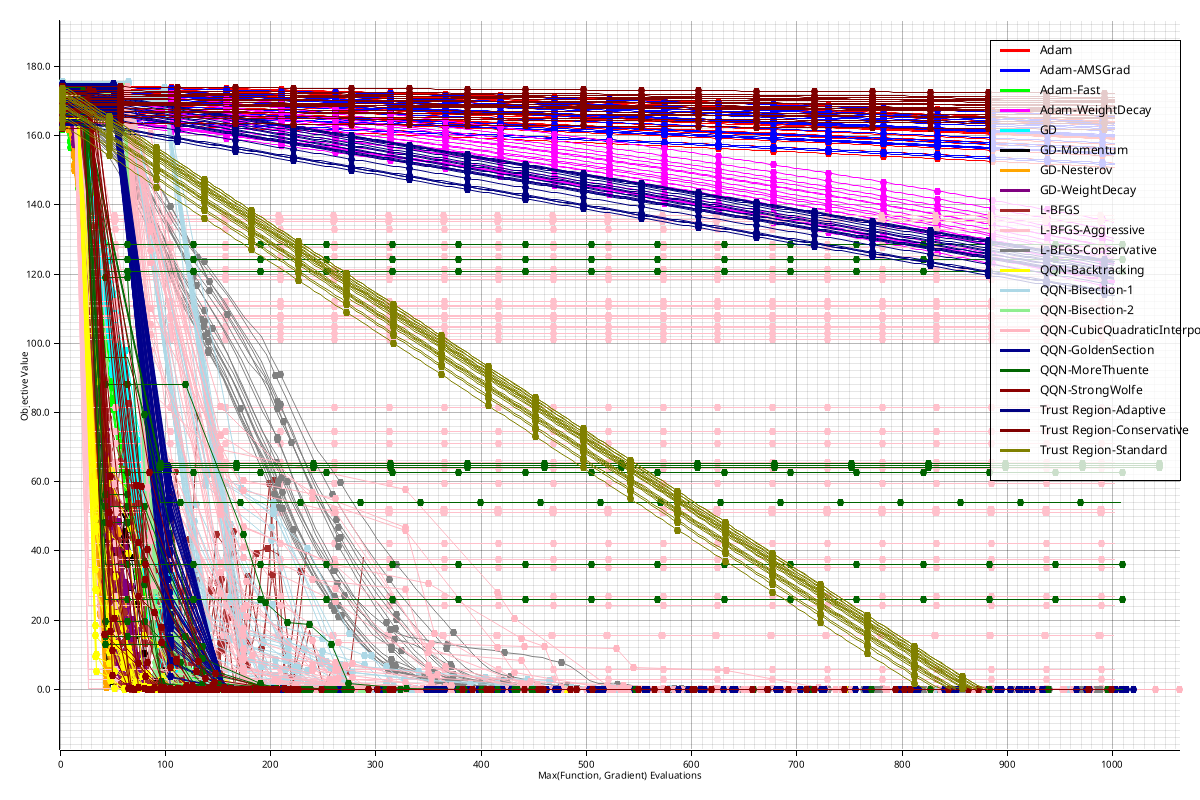 180.0
160.0
140.0
120.0
100.0
80.0
60.0
40.0
20.0
0.0
Objective Value
0 100 200 300 400 500 600 700 800 900 1000
Max(Function, Gradient) Evaluations
Adam
Adam-AMSGrad
Adam-Fast
Adam-WeightDecay
GD
GD-Momentum
GD-Nesterov
GD-WeightDecay
L-BFGS
L-BFGS-Aggressive
L-BFGS-Conservative
QQN-Backtracking
QQN-Bisection-1
QQN-Bisection-2
QQN-CubicQuadraticInterpo
QQN-GoldenSection
QQN-MoreThuente
QQN-StrongWolfe
Trust Region-Adaptive
Trust Region-Conservative
Trust Region-Standard